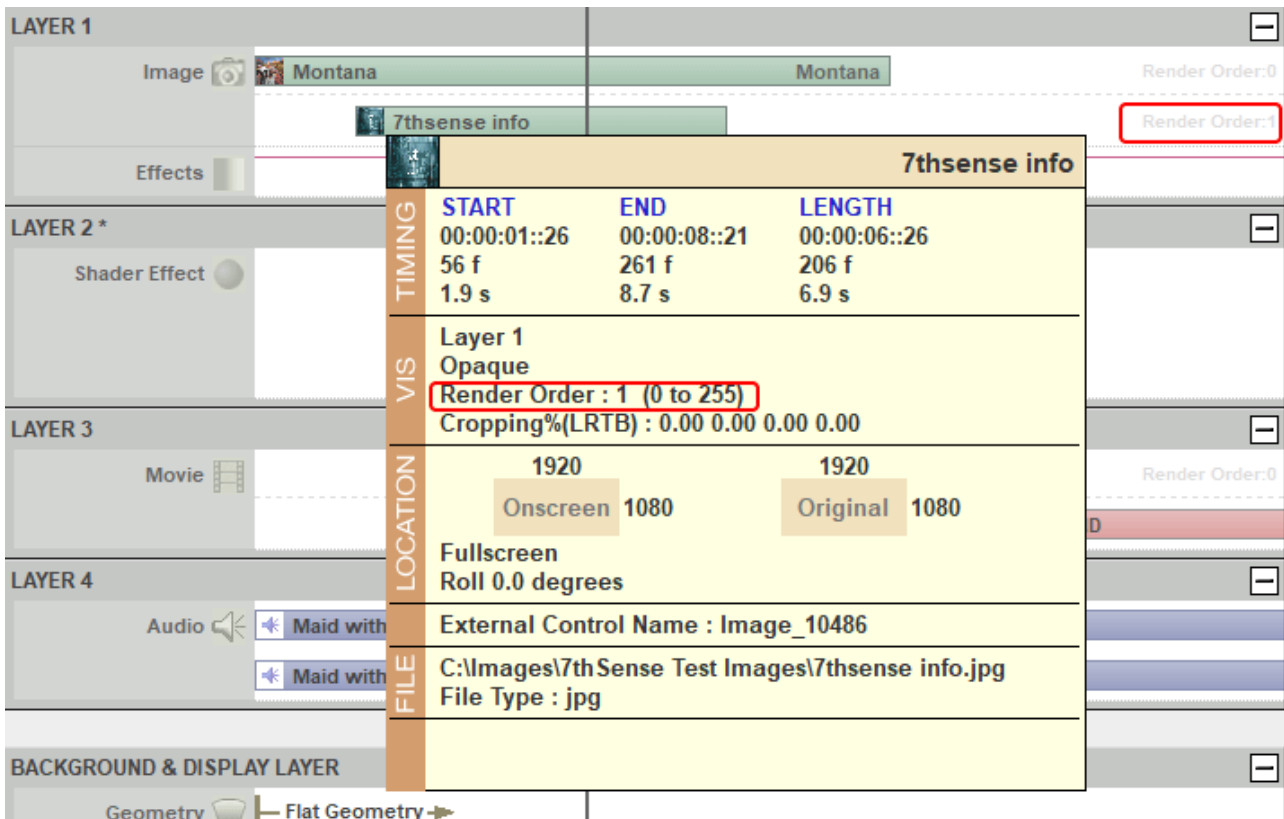 LAYER 1
Image Montana Montana Render Order:0
7thsense info Render Order:1
Effects
7thsense info
TIMING
START END LENGTH
00:00:01::26 00:00:08::21 00:00:06::26
56 f 261 f 206 f
1.9 s 8.7 s 6.9 s
LAYER 2 *
Shader Effect
VIS
Layer 1
Opaque
Render Order : 1 (0 to 255)
Cropping%(LRTB) : 0.00 0.00 0.00 0.00
LAYER 3
Movie Render Order:0
D
LOCATION
1920 1920
Onscreen 1080 Original 1080
Fullscreen
Roll 0.0 degrees
LAYER 4
Audio Maid with
Maid with
External Control Name : Image_10486
FILE
C:\Images\7thSense Test Images\7thsense info.jpg
File Type : jpg
BACKGROUND & DISPLAY LAYER
Geometry Flat Geometry